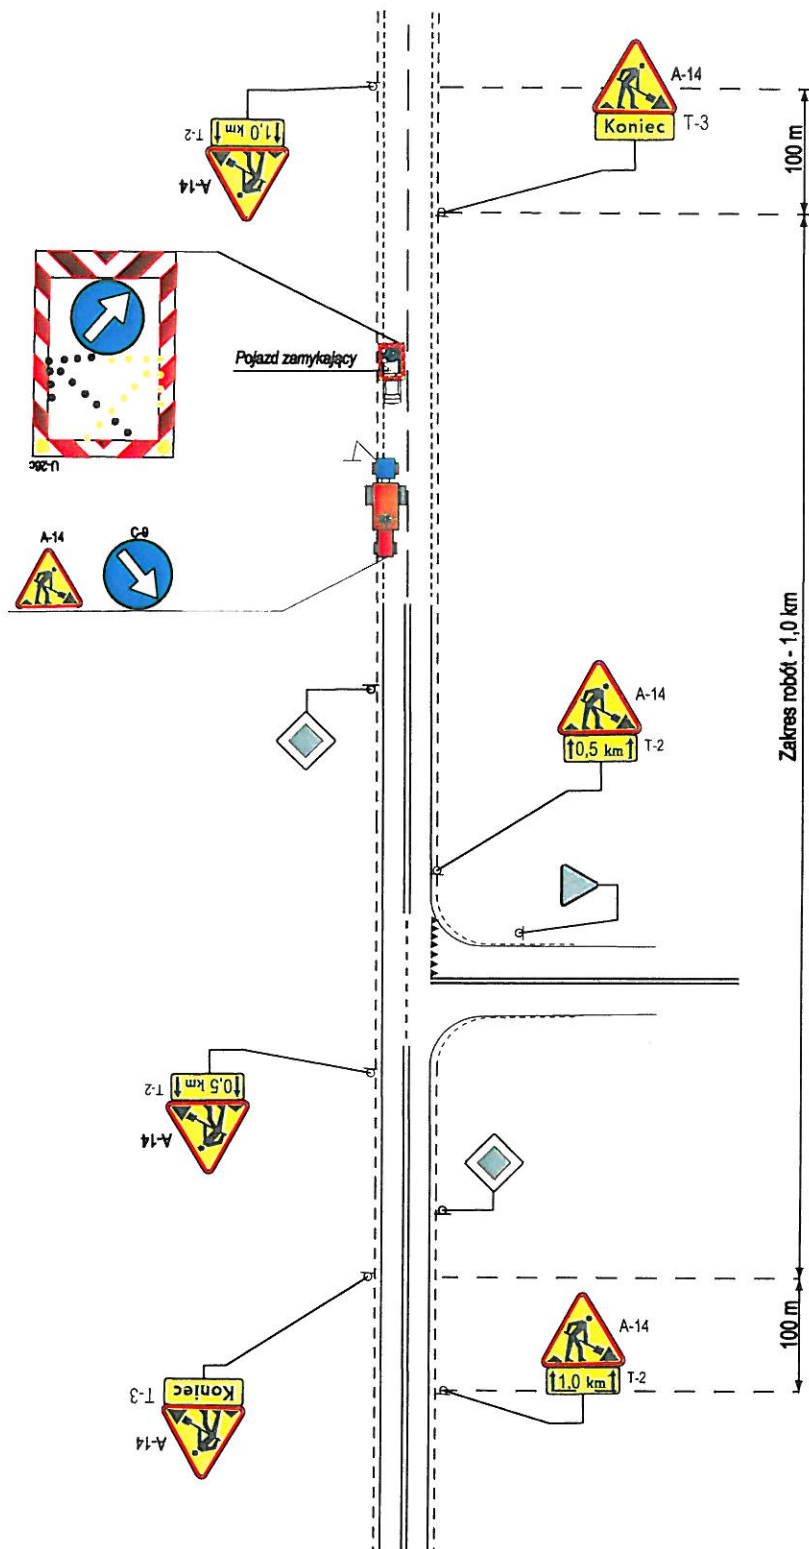 A-14
Koniec T-3
100 m
T-2 1,0 km
A-14
Pojazd zamykający
U-26c
A-14
C-9
Zakres robót - 1,0 km
A-14
0,5 km T-2
T-2 0,5 km
A-14
A-14
1,0 km T-2
100 m
T-3 Koniec
A-14